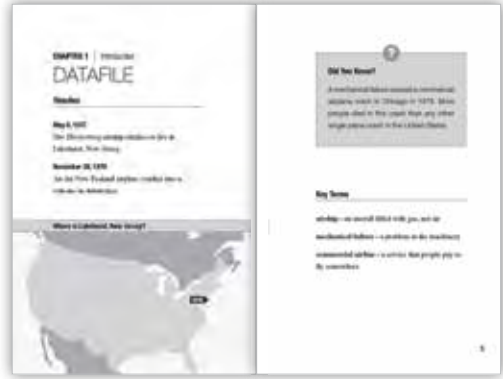 CHAPTER 1 |
DATAFILE
Timeline
May 6, 1937
The Hindenburg airship catches on fire in
Lakehurst, New Jersey.
November 28, 1979
An Air New Zealand airplane crashes into a
Where is Lakehurst, New Jersey?
?
Did You Know?
A mechanical failure caused a commercial
airplane crash in Chicago in 1979. More
people died in this crash than any other
single plane crash in the United States.
Key Terms
airship—an aircraft filled with gas, not air
mechanical failure—a problem in the machinery
commercial airline—a service that people pay to
fly somewhere